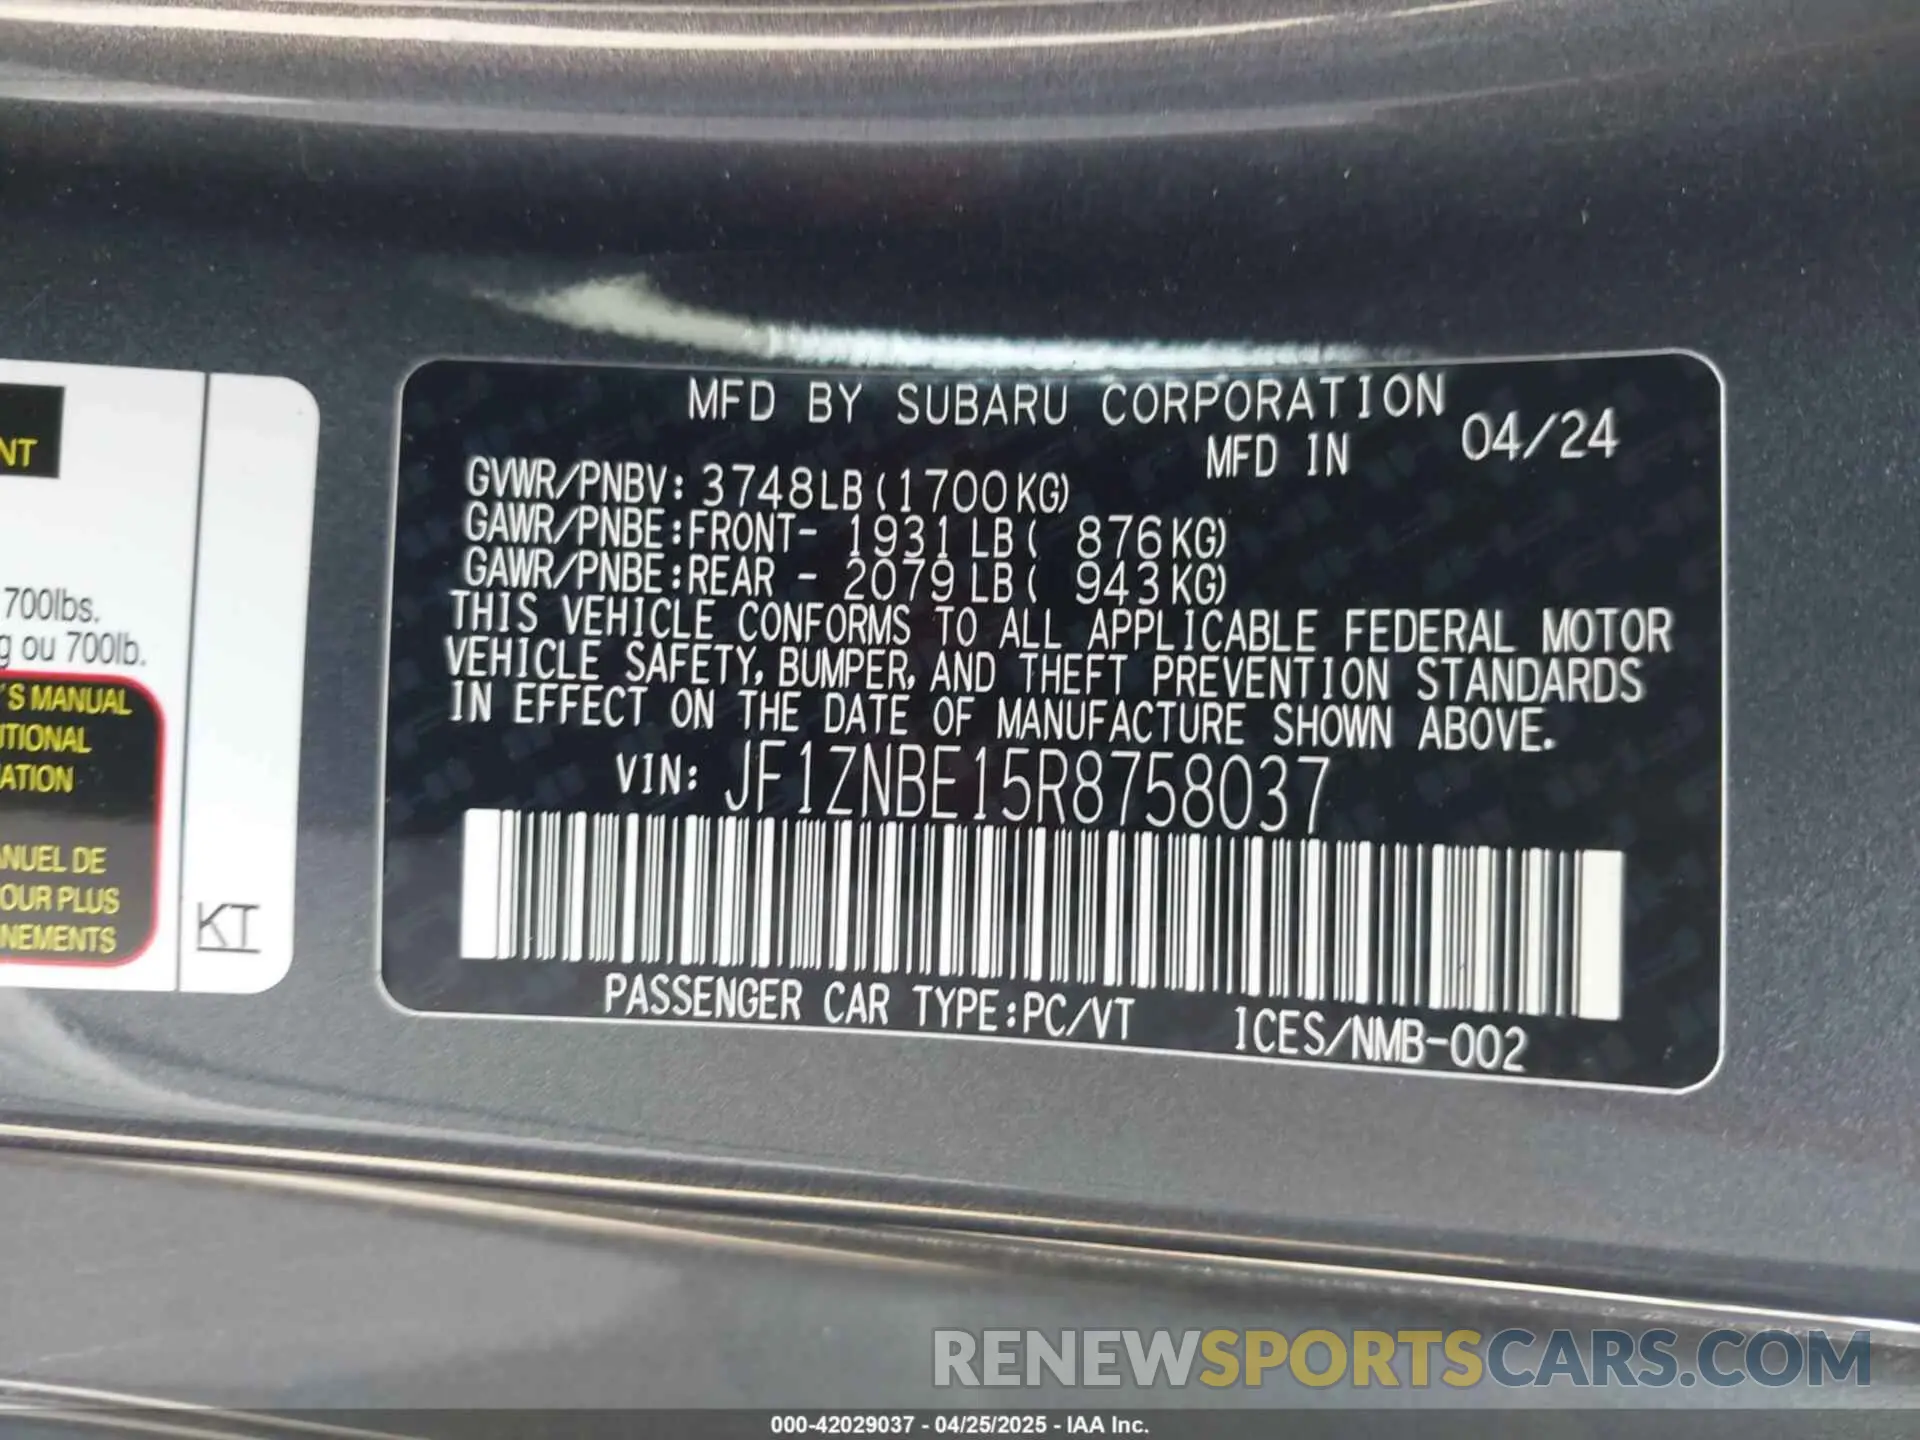 MFD BY SUBARU CORPORATION
MFD IN 04/24
GVWR/PNBV: 3748LB(1700KG)
GAWR/PNBE:FRONT- 1931LB( 876KG)
GAWR/PNBE:REAR - 2079LB( 943KG)
THIS VEHICLE CONFORMS TO ALL APPLICABLE FEDERAL MOTOR
VEHICLE SAFETY, BUMPER, AND THEFT PREVENTION STANDARDS
IN EFFECT ON THE DATE OF MANUFACTURE SHOWN ABOVE.
VIN: JF1ZNBE15R8758037
PASSENGER CAR TYPE:PC/VT ICES/NMB-002
NT
700lbs.
g ou 700lb.
'S MANUAL
ITIONAL
ATION
ANUEL DE
OUR PLUS
NEMENTS
KT
RENEWSPORTSCARS.COM
000-42029037 - 04/25/2025 - IAA Inc.